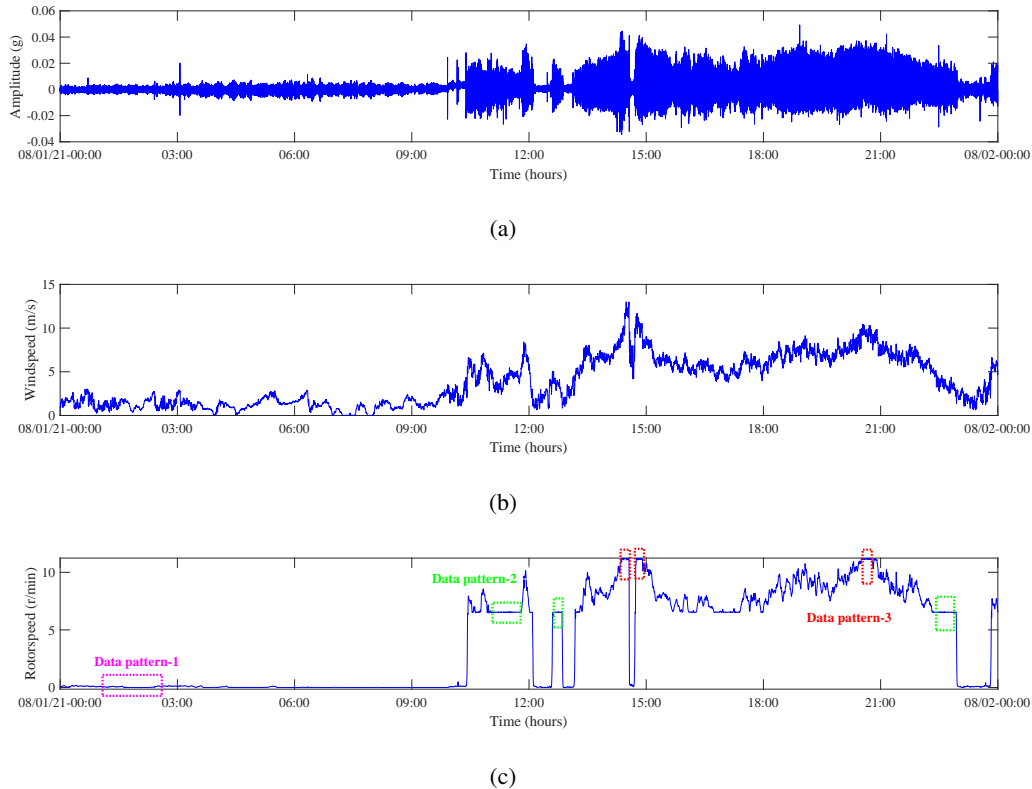 0.06
0.04
0.02
0
-0.02
-0.04
Amplitude (g)
08/01/21-00:00 03:00 06:00 09:00 12:00 15:00 18:00 21:00 08/02-00:00
Time (hours)
(a)
15
10
5
0
Windspeed (m/s)
08/01/21-00:00 03:00 06:00 09:00 12:00 15:00 18:00 21:00 08/02-00:00
Time (hours)
(b)
10
5
0
Rotorspeed (r/min)
Data pattern-2
Data pattern-3
Data pattern-1
08/01/21-00:00 03:00 06:00 09:00 12:00 15:00 18:00 21:00 08/02-00:00
Time (hours)
(c)